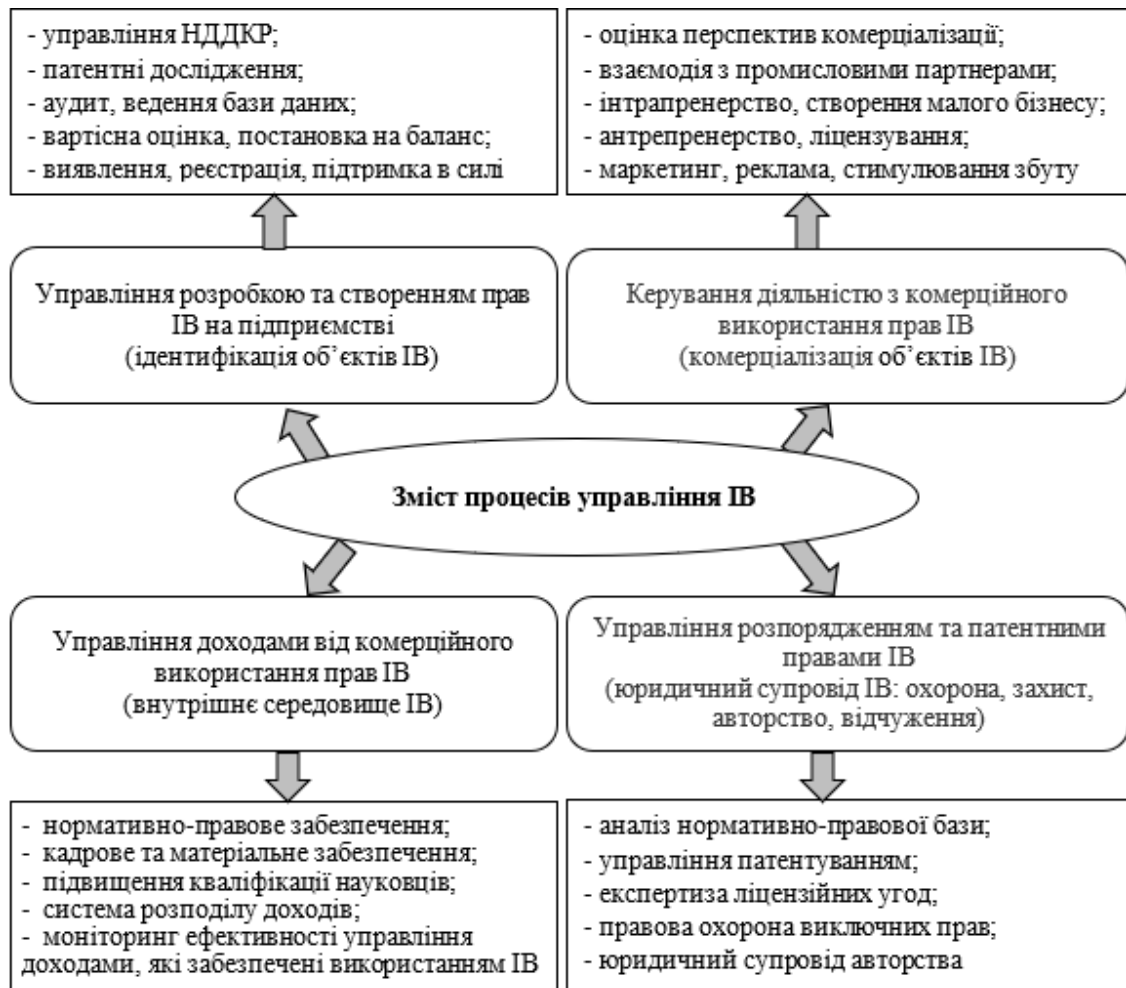 - управління НДДКР;
- патентні дослідження;
- аудит, ведення бази даних;
- вартісна оцінка, постановка на баланс;
- виявлення, реєстрація, підтримка в силі
- оцінка перспектив комерціалізації;
- взаємодія з промисловими партнерами;
- інтрапренерство, створення малого бізнесу;
- антрепренерство, ліцензування;
- маркетинг, реклама, стимулювання збуту
Управління розробкою та створенням прав
ІВ на підприємстві
(ідентифікація об’єктів ІВ)
Керування діяльністю з комерційного
використання прав ІВ
(комерціалізація об’єктів ІВ)
Зміст процесів управління ІВ
Управління доходами від комерційного
використання прав ІВ
(внутрішнє середовище ІВ)
Управління розпорядженням та патентними
правами ІВ
(юридичний супровід ІВ: охорона, захист,
авторство, відчуження)
- нормативно-правове забезпечення;
- кадрове та матеріальне забезпечення;
- підвищення кваліфікації науковців;
- система розподілу доходів;
- моніторинг ефективності управління
доходами, які забезпечені використанням ІВ
- аналіз нормативно-правової бази;
- управління патентуванням;
- експертиза ліцензійних угод;
- правова охорона виключних прав;
- юридичний супровід авторства